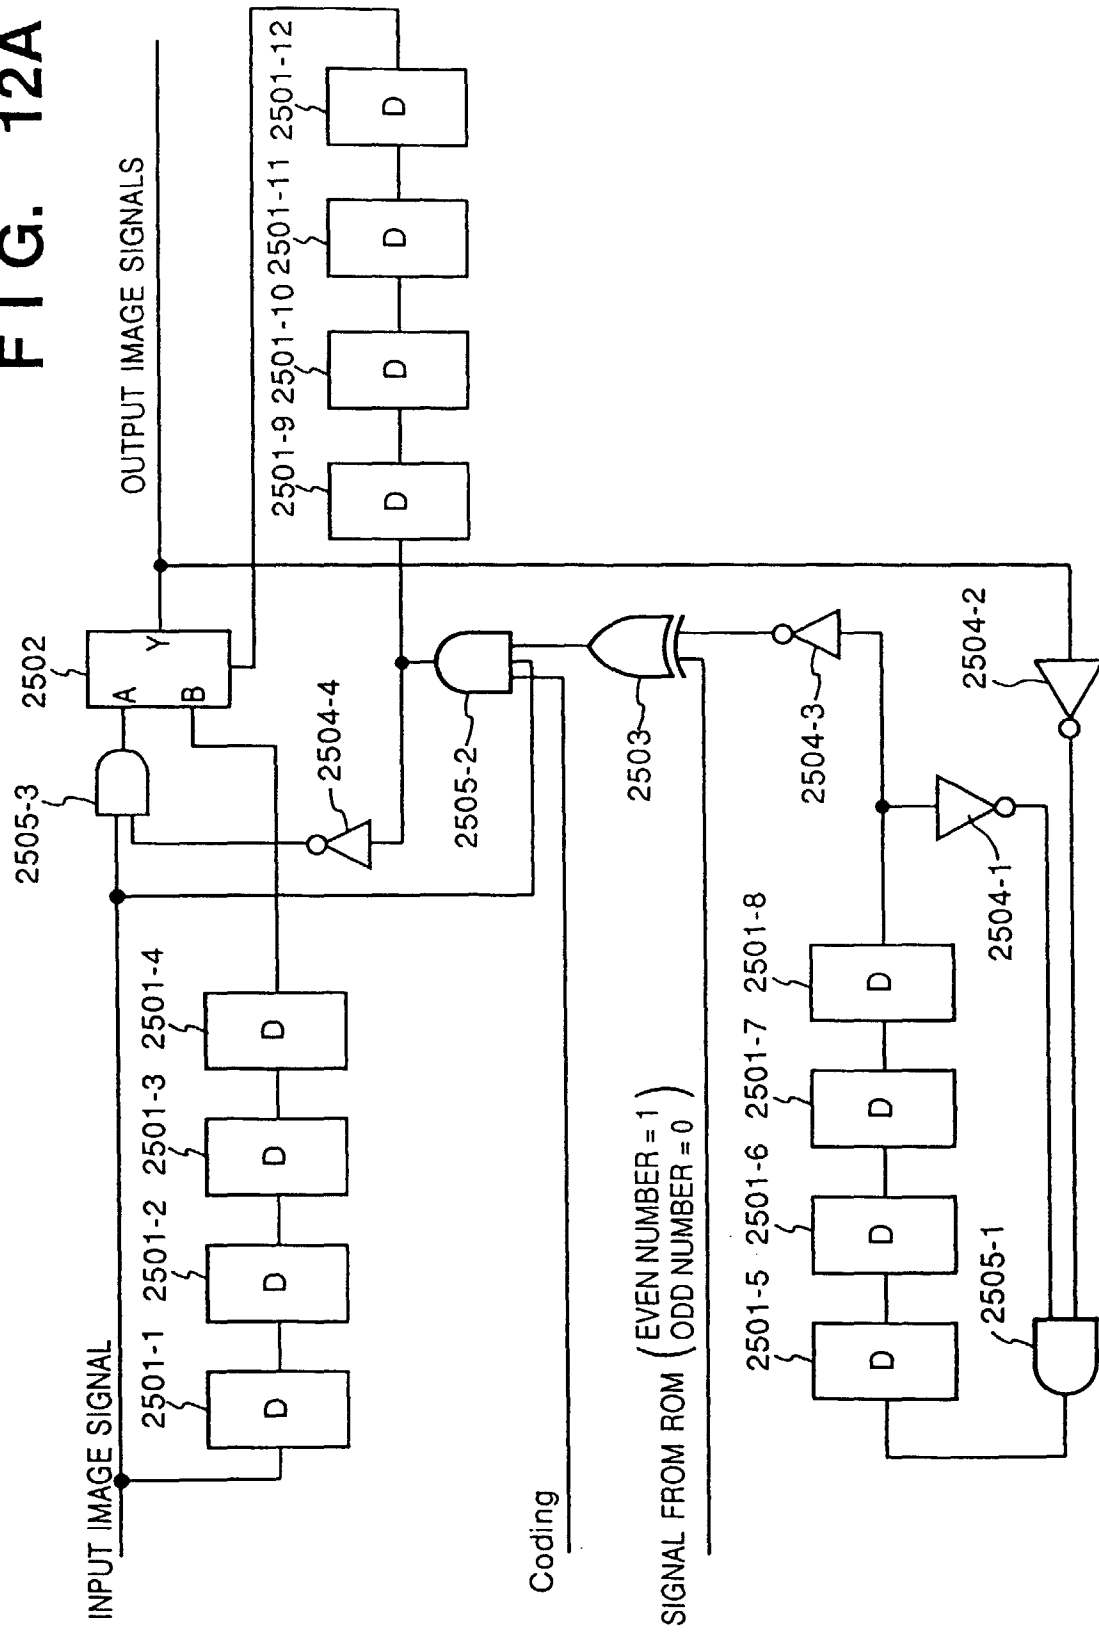 FIG. 12A
OUTPUT IMAGE SIGNALS
INPUT IMAGE SIGNAL
2505-3
2502
A
B
Y
2501-1
2501-2
2501-3
2501-4
D
D
D
D
2504-4
2501-9
2501-10
2501-11
2501-12
D
D
D
D
2505-2
Coding
2503
SIGNAL FROM ROM
(EVEN NUMBER = 1
ODD NUMBER = 0)
2504-3
2504-2
2501-5
2501-6
2501-7
2501-8
D
D
D
D
2504-1
2505-1